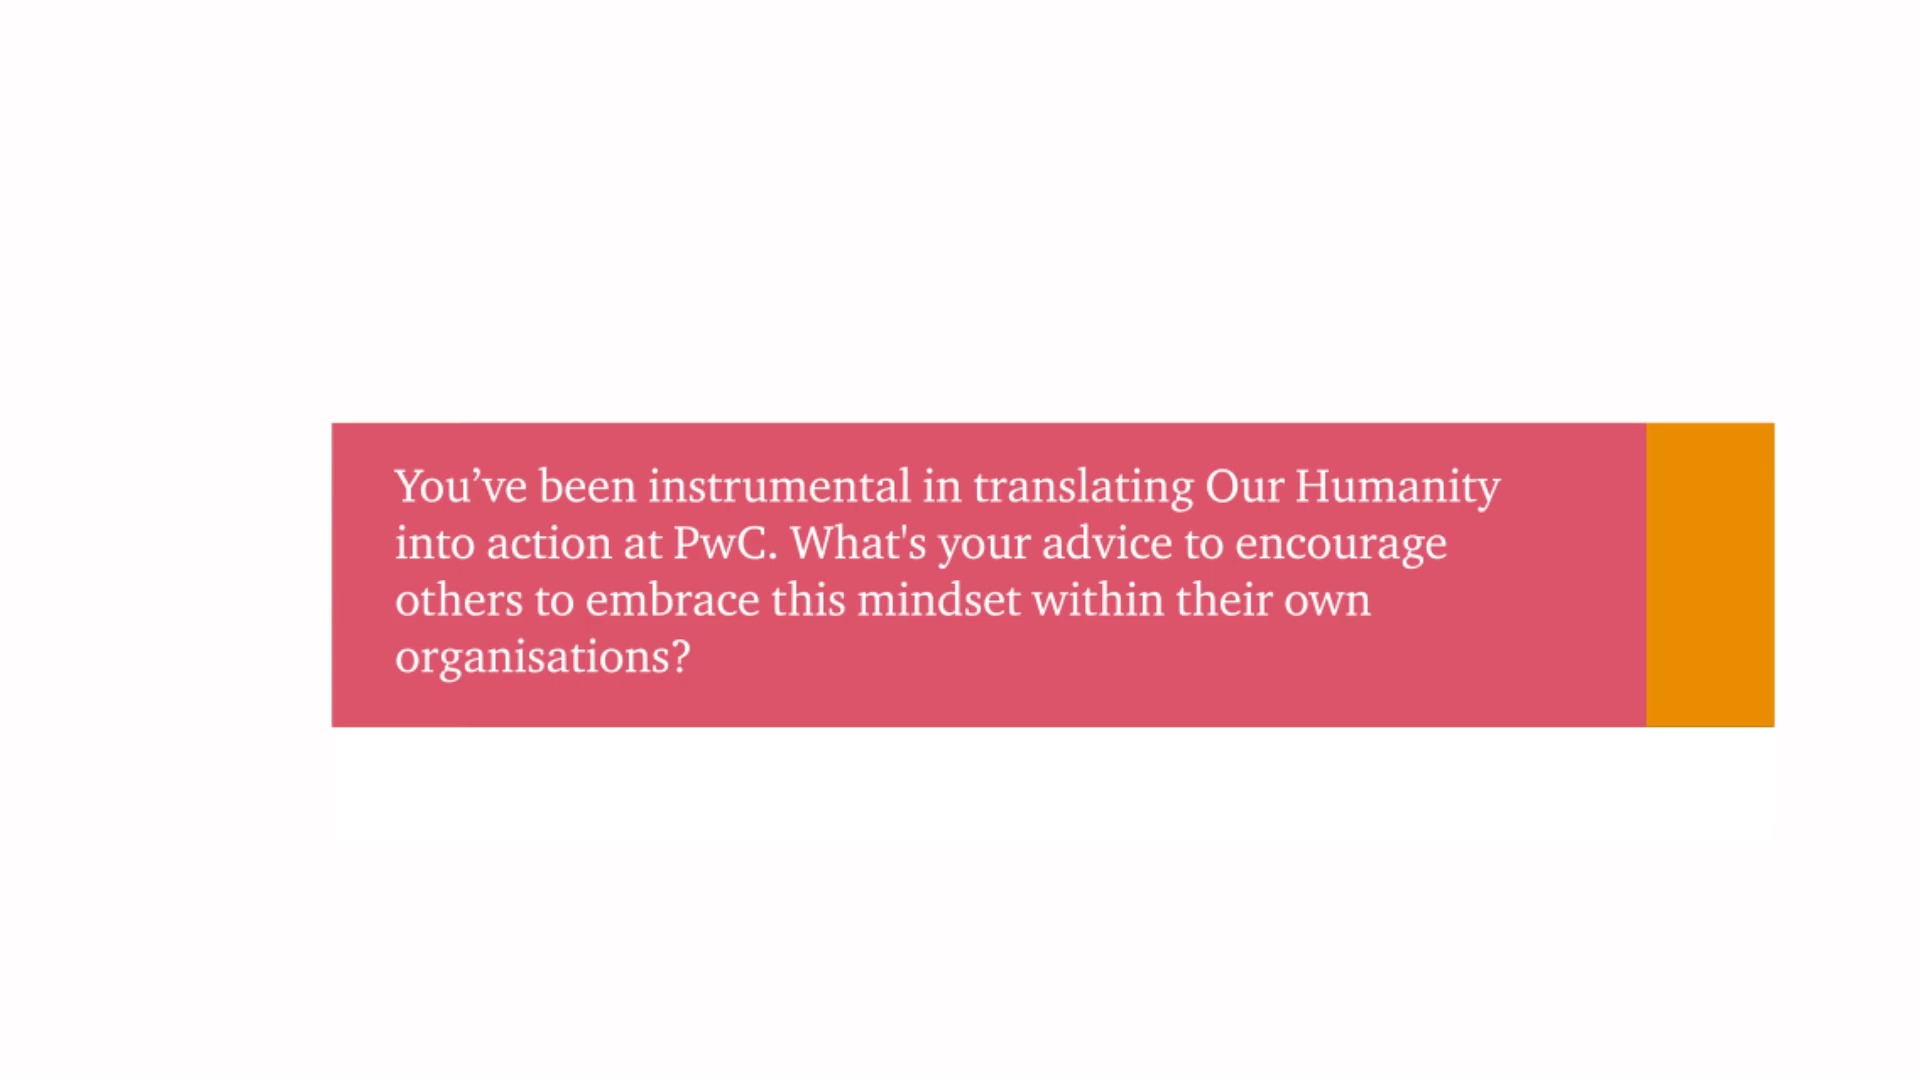 You’ve been instrumental in translating Our Humanity
into action at PwC. What's your advice to encourage
others to embrace this mindset within their own
organisations?